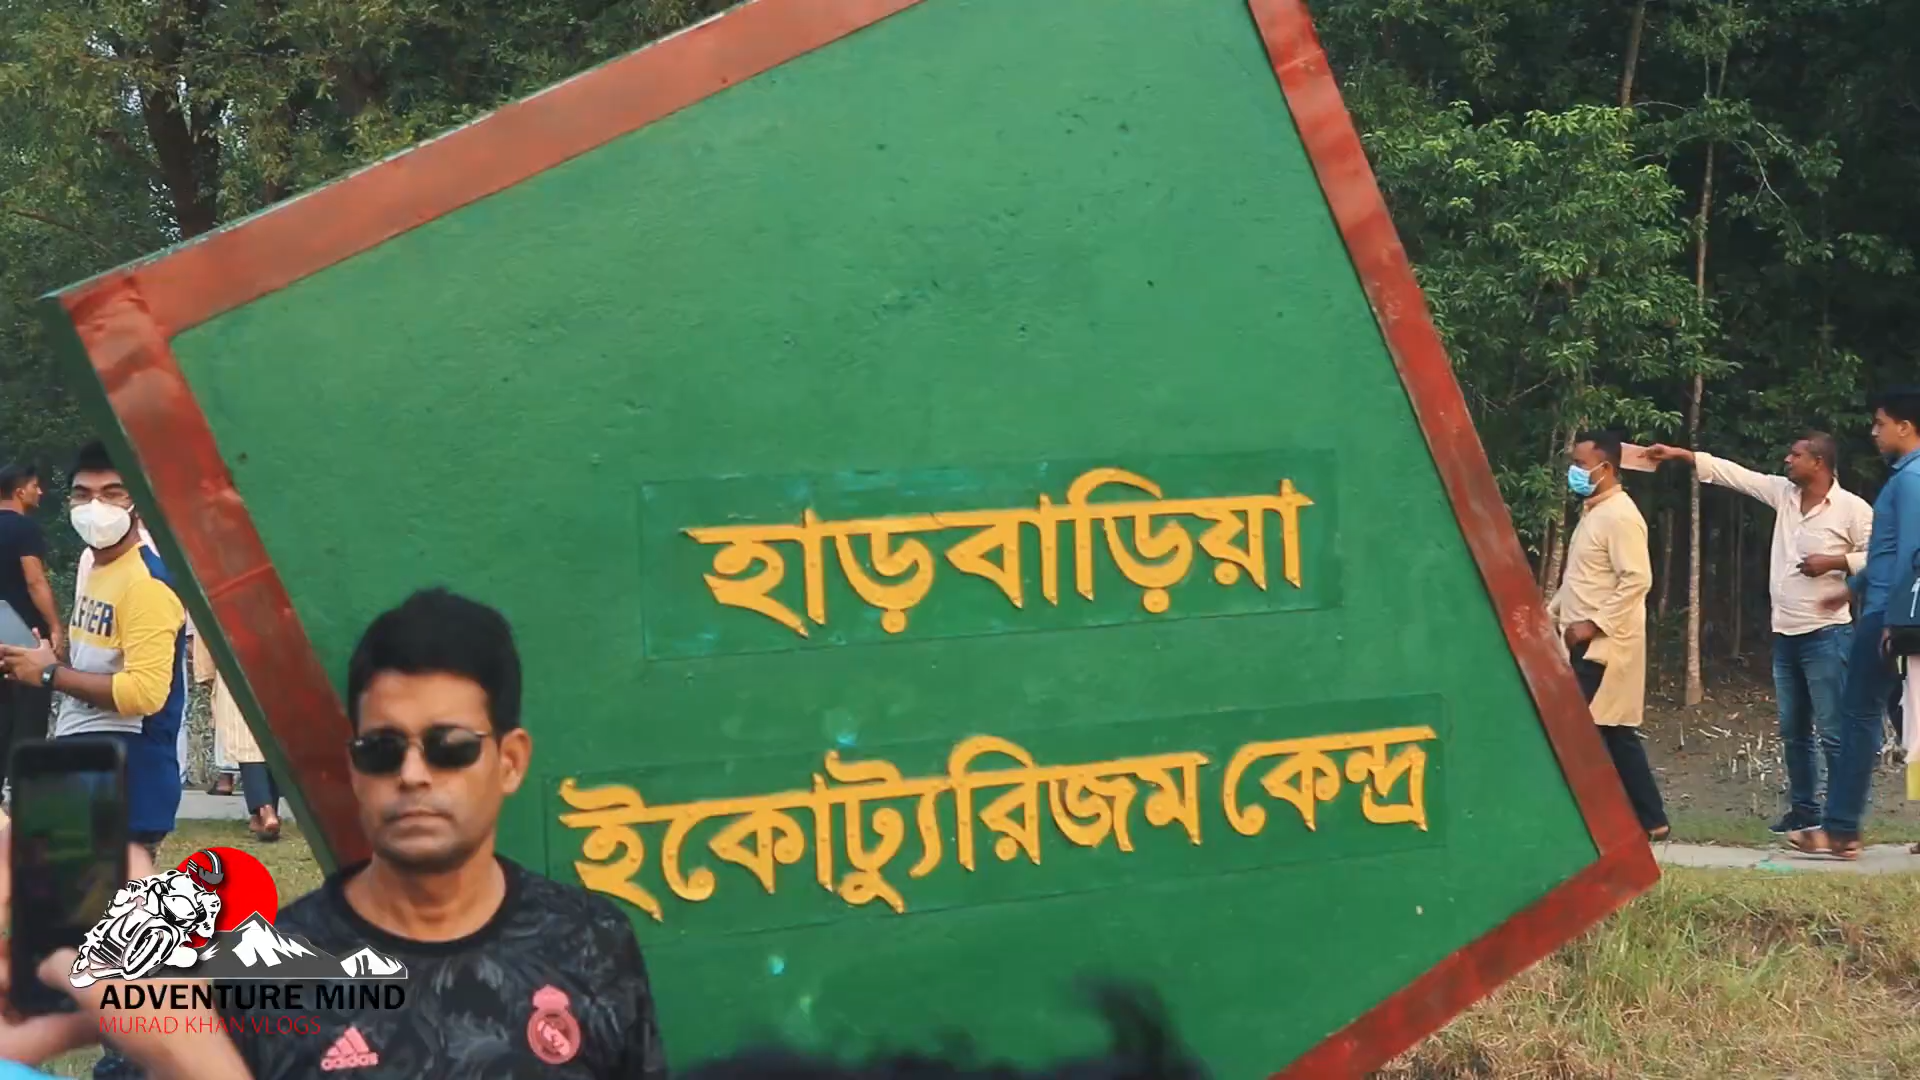 হাড়বাড়িয়া
ইকোট্যুরিজম কেন্দ্র
adidas
ADVENTURE MIND
MURAD KHAN VLOGS